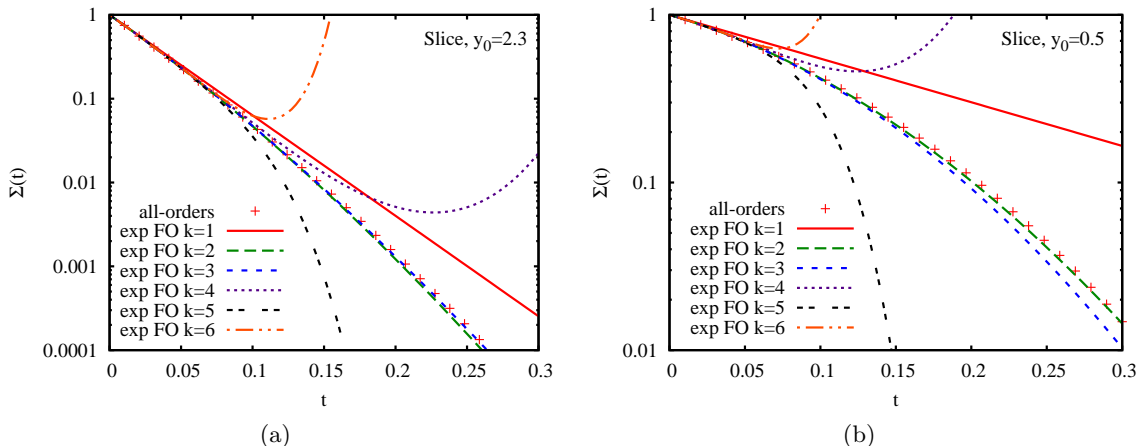 1
0.1
0.01
0.001
0.0001
Σ(t)
Slice, y0=2.3
all-orders
exp FO k=1
exp FO k=2
exp FO k=3
exp FO k=4
exp FO k=5
exp FO k=6
0 0.05 0.1 0.15 0.2 0.25 0.3
t
(a)
1
0.1
0.01
Σ(t)
Slice, y0=0.5
all-orders
exp FO k=1
exp FO k=2
exp FO k=3
exp FO k=4
exp FO k=5
exp FO k=6
0 0.05 0.1 0.15 0.2 0.25 0.3
t
(b)